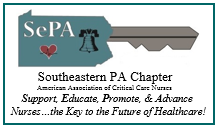 ScPA
Southeastern PA Chapter
American Association of Critical Care Nurses
Support, Educate, Promote, & Advance
Nurses…the Key to the Future of Healthcare!